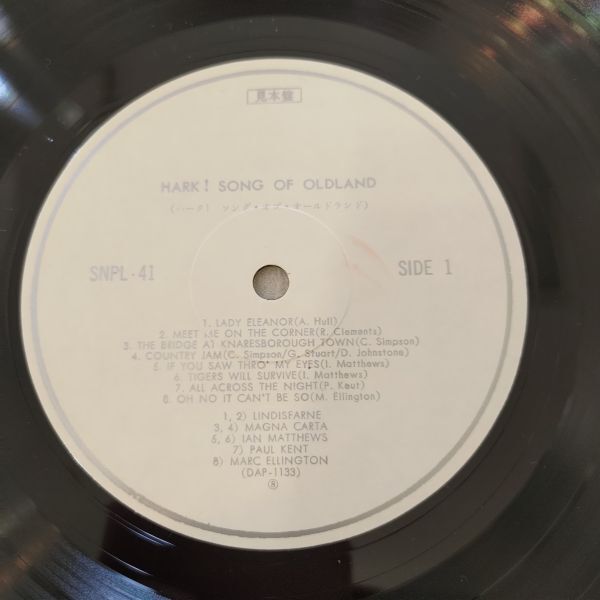 見本盤
HARK! SONG OF OLDLAND
(ハーク! ソング・オブ・オールドランド)
SNPL-41 SIDE 1
1. LADY ELEANOR(A. Hull)
2. MEET ME ON THE CORNER(R. Clements)
3. THE BRIDGE AT KNARESBOROUGH TOWN(C. Simpson)
4. COUNTRY JAM(C. Simpson/G. Stuart/D. Johnstone)
5. IF YOU SAW THRO' MY EYES(I. Matthews)
6. TIGERS WILL SURVIVE(I. Matthews)
7. ALL ACROSS THE NIGHT(P. Keut)
8. OH NO IT CAN'T BE SO(M. Ellington)
1, 2) LINDISFARNE
3, 4) MAGNA CARTA
5, 6) IAN MATTHEWS
7) PAUL KENT
8) MARC ELLINGTON
(DAP-1133)
⑧